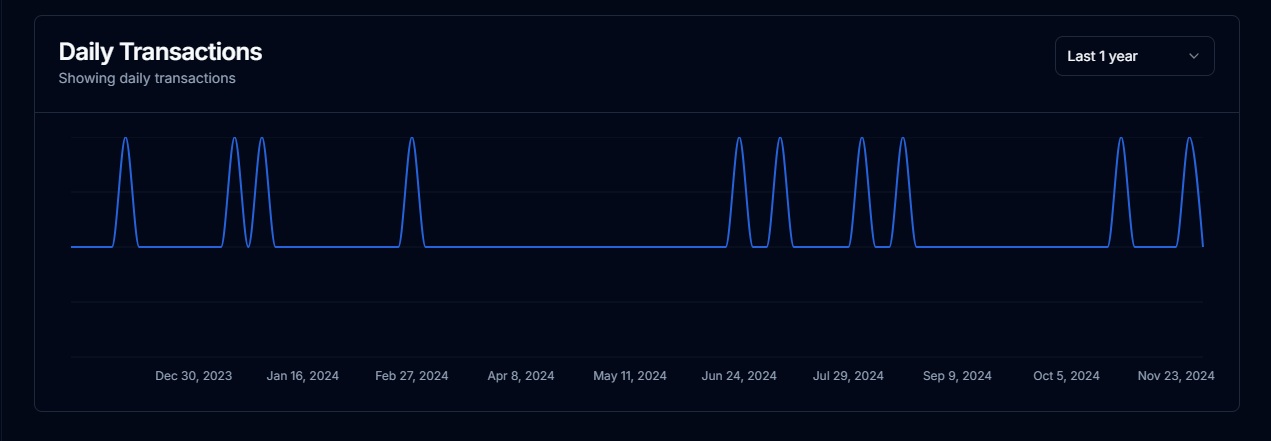 Daily Transactions
Showing daily transactions
Last 1 year
Dec 30, 2023 Jan 16, 2024 Feb 27, 2024 Apr 8, 2024 May 11, 2024 Jun 24, 2024 Jul 29, 2024 Sep 9, 2024 Oct 5, 2024 Nov 23, 2024